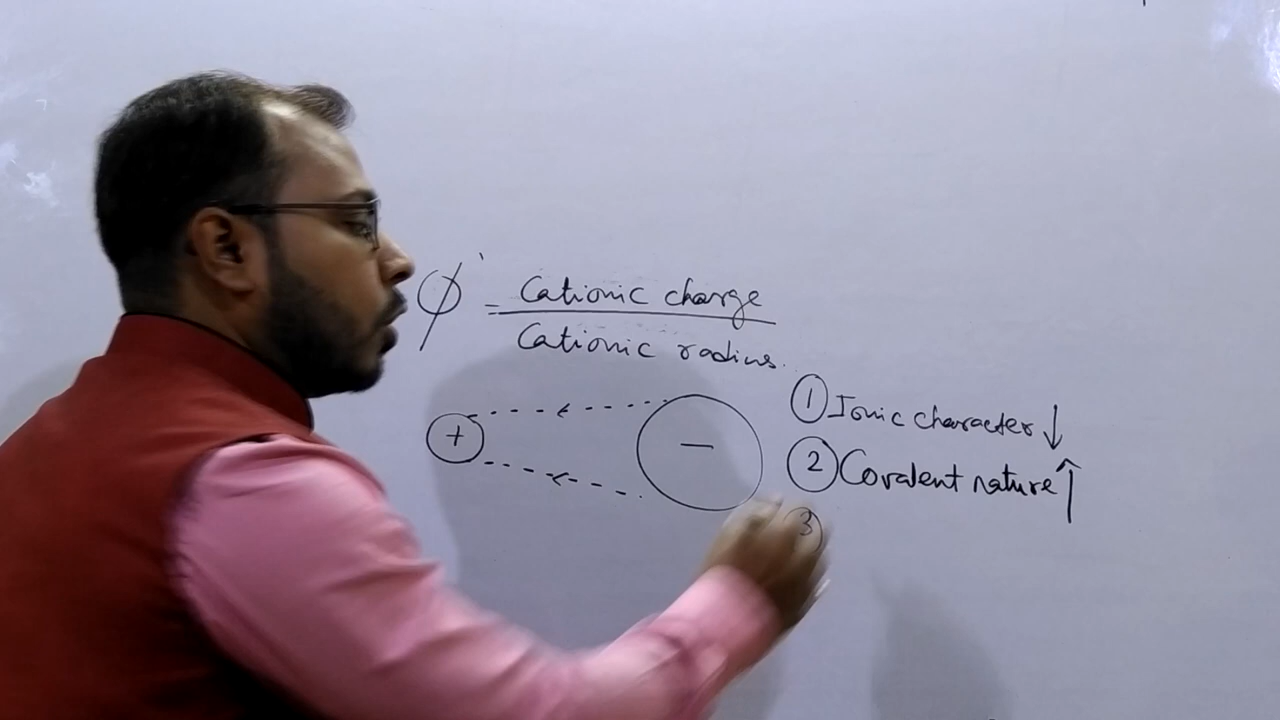 ϕ = Cationic charge
Cationic radius.
+
−
① Ionic character ↓
② Covalent nature ↑
③